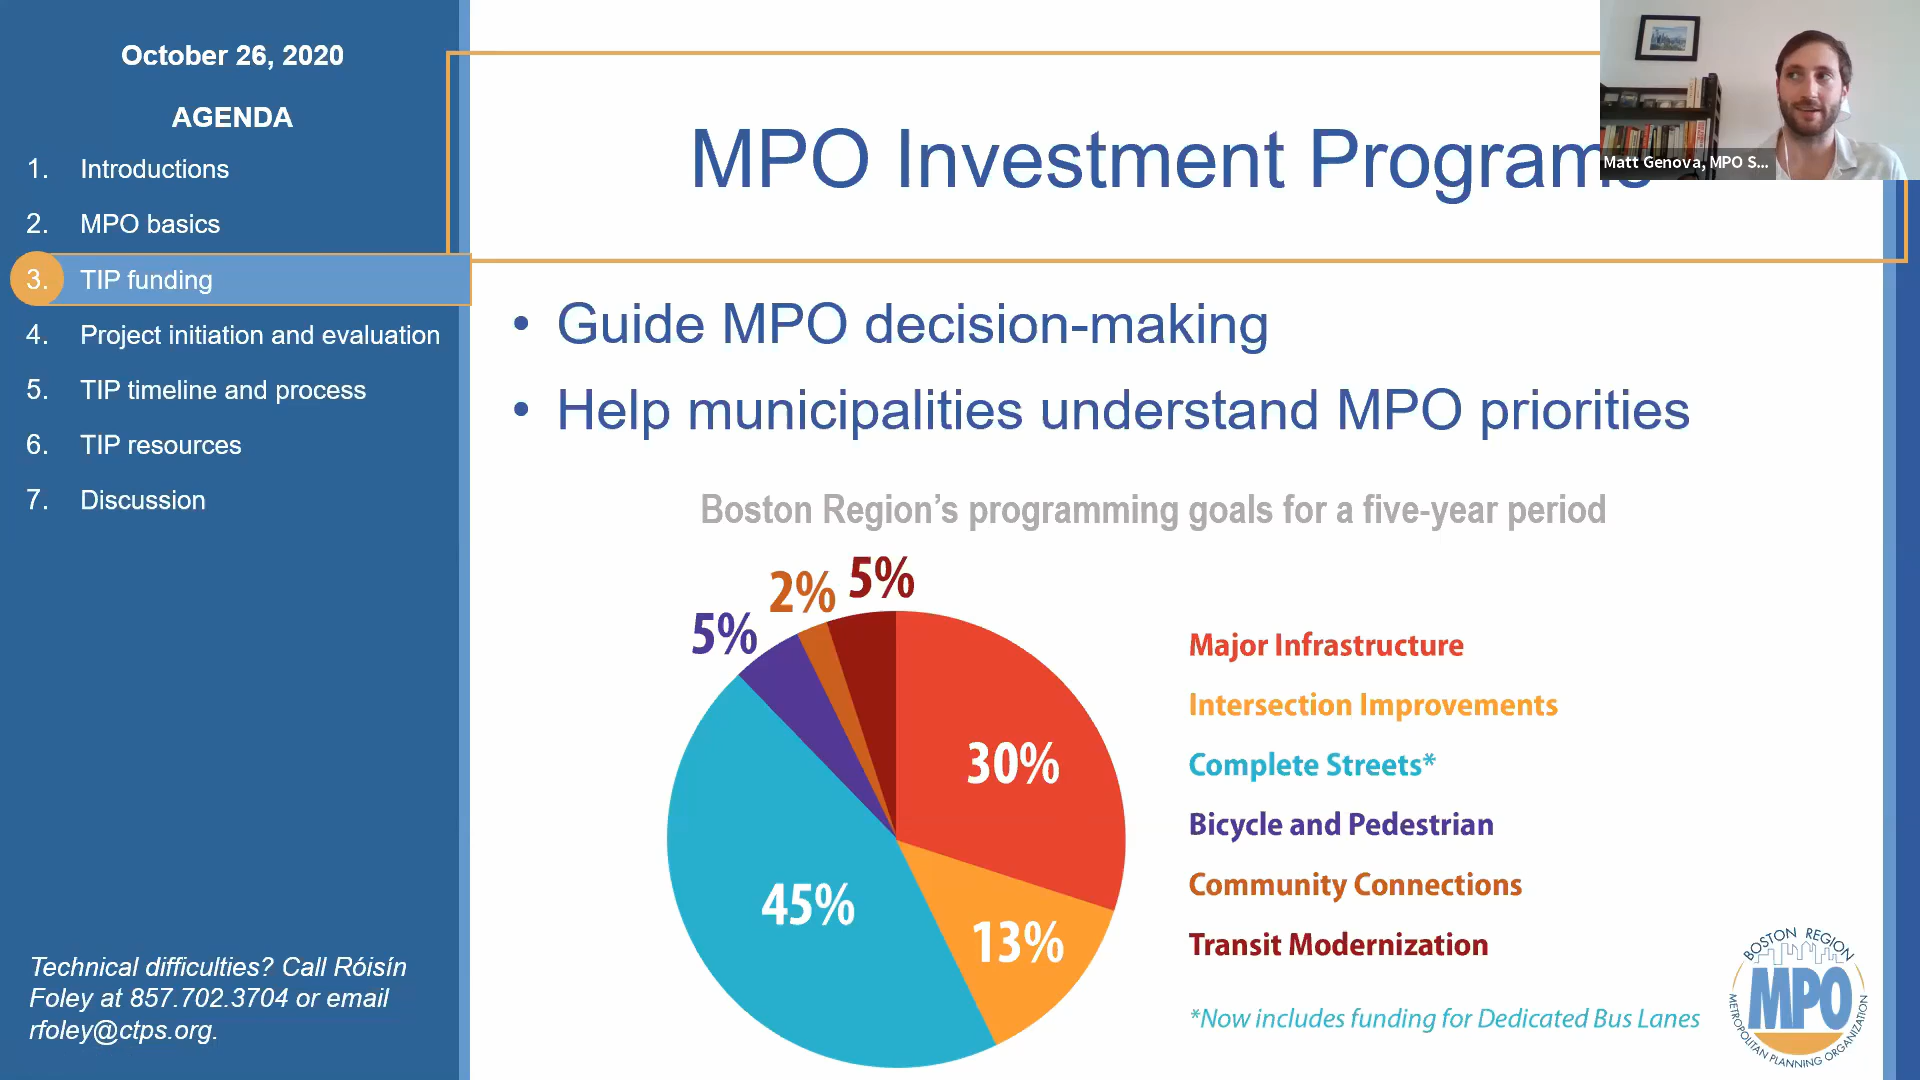 October 26, 2020
AGENDA
1. Introductions
2. MPO basics
3. TIP funding
4. Project initiation and evaluation
5. TIP timeline and process
6. TIP resources
7. Discussion
Technical difficulties? Call Róisín
Foley at 857.702.3704 or email
rfoley@ctps.org.
MPO Investment Programs
Matt Genova, MPO S...
• Guide MPO decision-making
• Help municipalities understand MPO priorities
Boston Region’s programming goals for a five-year period
5%
2%
5%
30%
45%
13%
Major Infrastructure
Intersection Improvements
Complete Streets*
Bicycle and Pedestrian
Community Connections
Transit Modernization
*Now includes funding for Dedicated Bus Lanes
BOSTON REGION
MPO
METROPOLITAN PLANNING ORGANIZATION